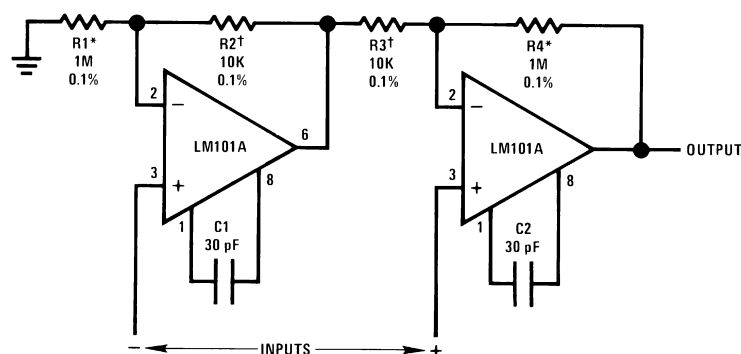 R1*
1M
0.1%
R2†
10K
0.1%
R3†
10K
0.1%
R4*
1M
0.1%
2
−
LM101A
6
3
+
8
1
C1
30 pF
2
−
LM101A
OUTPUT
3
+
8
1
C2
30 pF
− INPUTS +